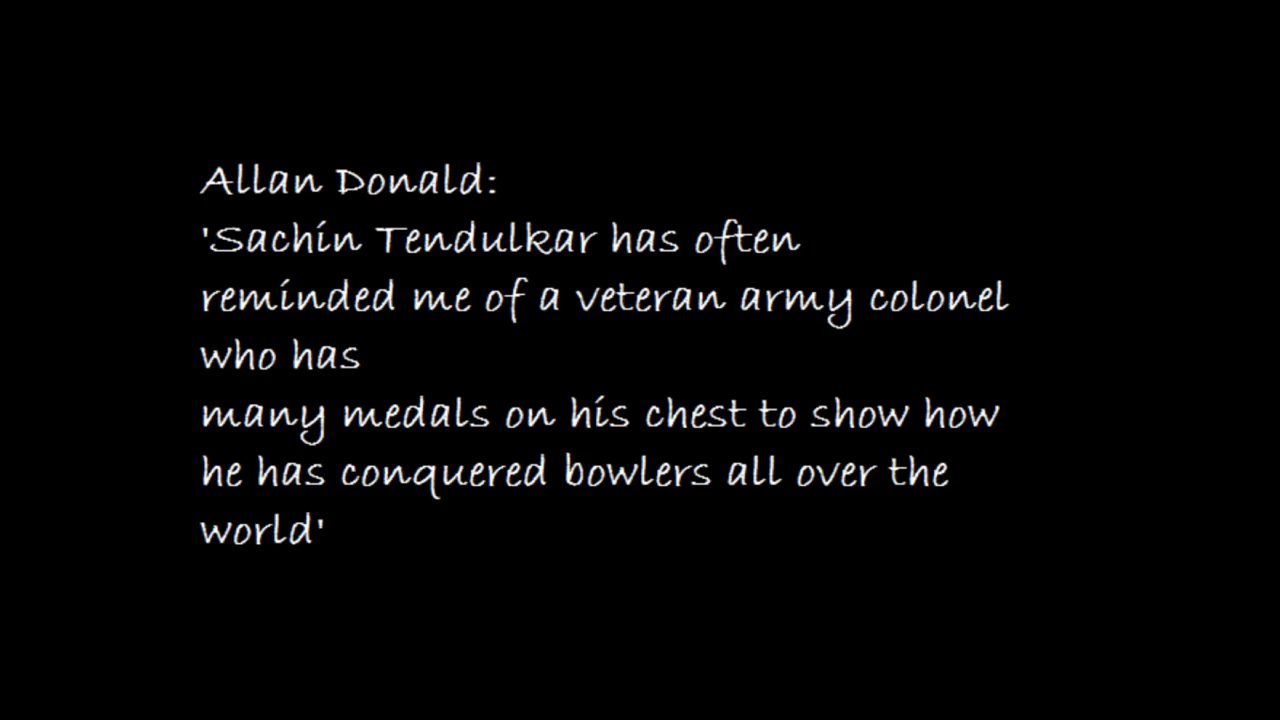 Allan Donald:
'Sachin Tendulkar has often
reminded me of a veteran army colonel
who has
many medals on his chest to show how
he has conquered bowlers all over the
world'